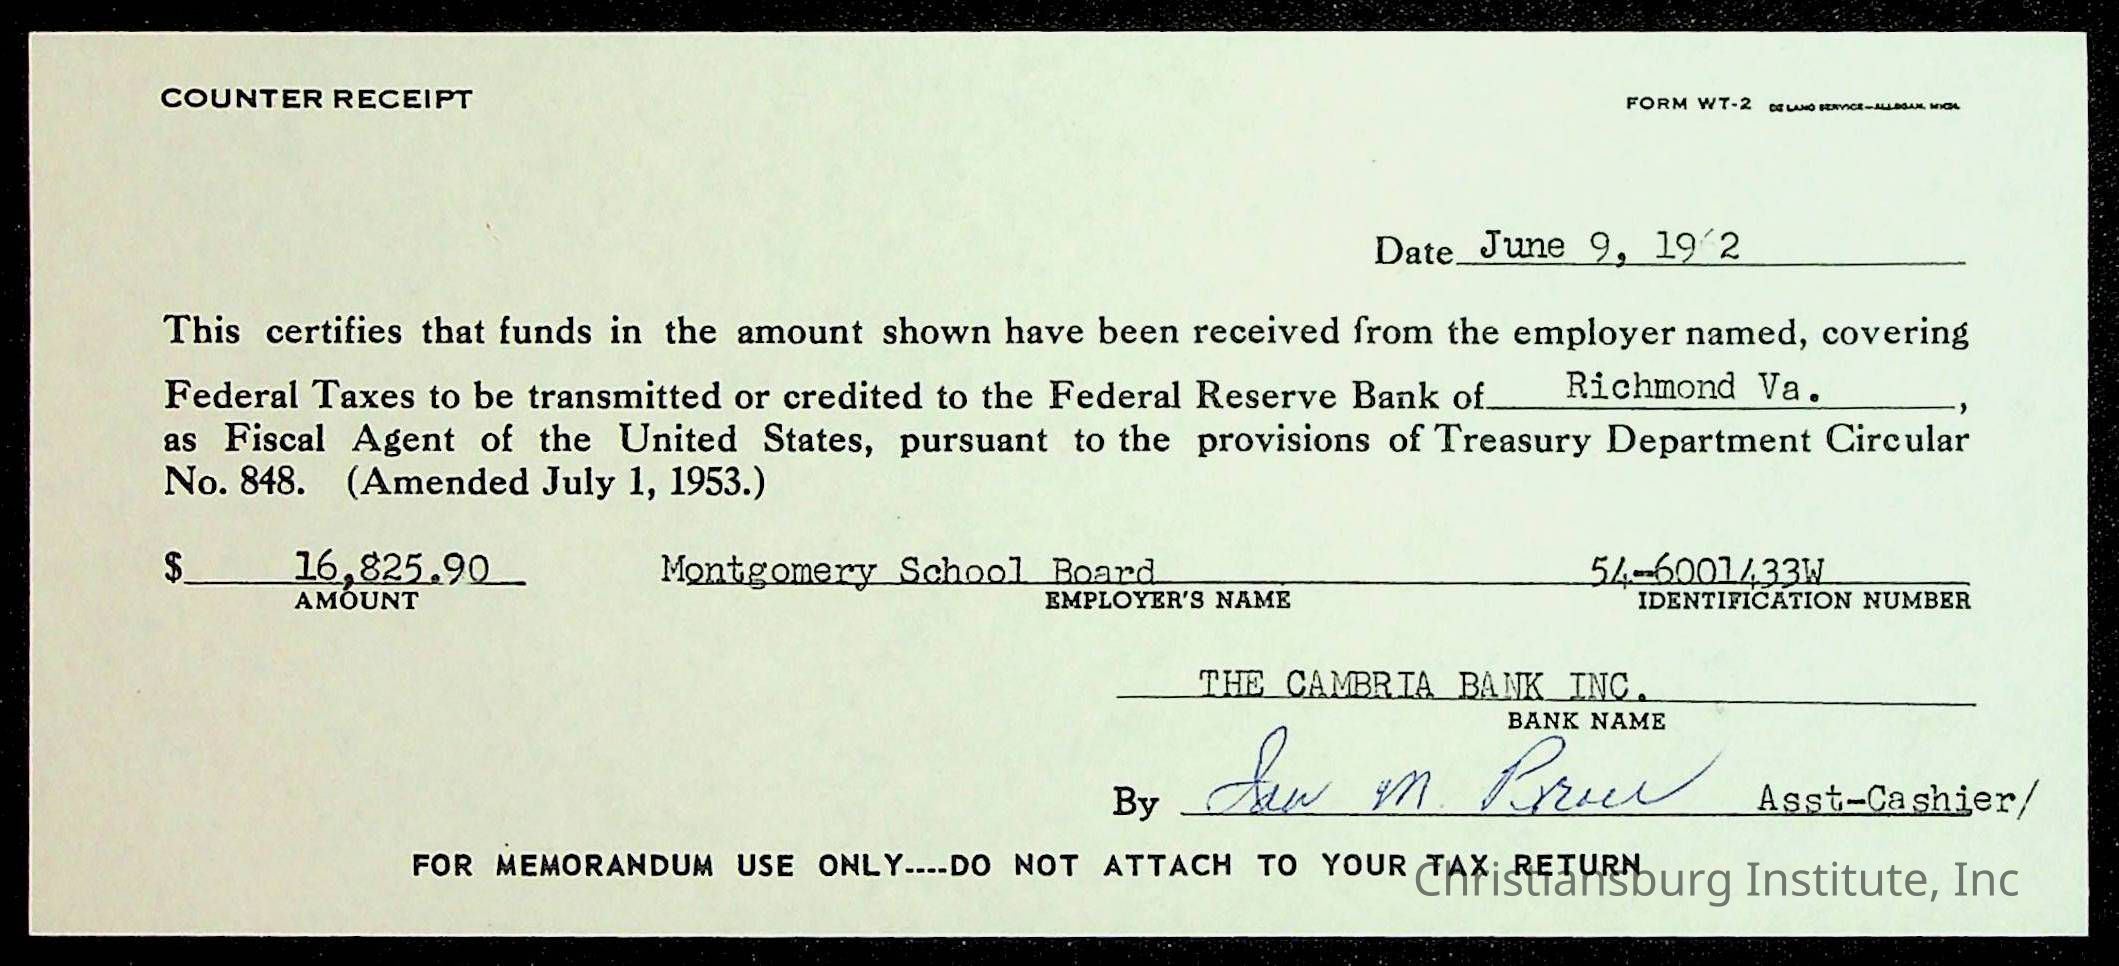 COUNTER RECEIPT
FORM WT-2 DE LANO SERVICE—ALLEGAN, MICH.
Date June 9, 19 2
This certifies that funds in the amount shown have been received from the employer named, covering
Federal Taxes to be transmitted or credited to the Federal Reserve Bank of Richmond Va. ,
as Fiscal Agent of the United States, pursuant to the provisions of Treasury Department Circular
No. 848. (Amended July 1, 1953.)
$ 16,825.90 Montgomery School Board 54-6001433W
AMOUNT EMPLOYER'S NAME IDENTIFICATION NUMBER
THE CAMBRIA BANK INC.
BANK NAME
By M. Asst-Cashier/
FOR MEMORANDUM USE ONLY----DO NOT ATTACH TO YOUR TAX RETURN
Christiansburg Institute, Inc